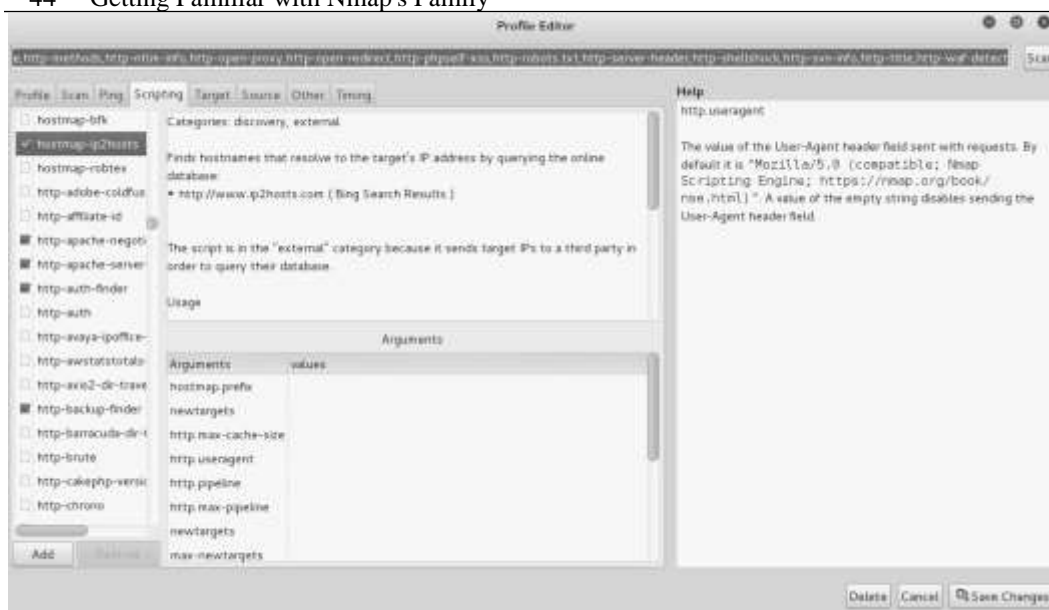 44 Getting Familiar with Nmap's Family
Profile Editor
e,http-methods,http-ntlm-info,http-open-proxy,http-open-redirect,http-phpself-xss,http-robots.txt,http-server-header,http-shellshock,http-svn-info,http-title,http-waf-detect
Scan
Profile Scan Ping Scripting Target Source Other Timing
hostmap-bfk
hostmap-ip2hosts
hostmap-robtex
http-adobe-coldfus
http-affiliate-id
http-apache-negoti
http-apache-server
http-auth-finder
http-auth
http-avaya-ipoffice-
http-awstatstotals-
http-axis2-dir-trave
http-backup-finder
http-barracuda-dir-t
http-brute
http-cakephp-versio
http-chrono
Add
Categories: discovery, external
Finds hostnames that resolve to the target's IP address by querying the online
database:
* http://www.ip2hosts.com ( Bing Search Results )
The script is in the "external" category because it sends target IPs to a third party in
order to query their database.
Usage
Arguments
Arguments values
hostmap.prefix
newtargets
http.max-cache-size
http.useragent
http.pipeline
http.max-pipeline
newtargets
max-newtargets
Help
http.useragent
The value of the User-Agent header field sent with requests. By
default it is "Mozilla/5.0 (compatible; Nmap
Scripting Engine; https://nmap.org/book/
nse.html)". A value of the empty string disables sending the
User-Agent header field.
Delete Cancel Save Changes